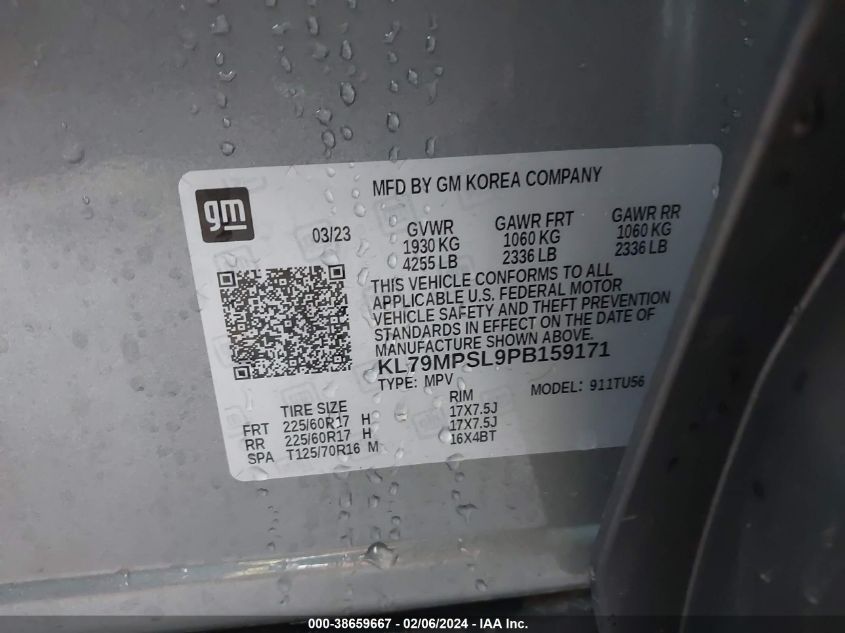 gm
MFD BY GM KOREA COMPANY
03/23
GVWR GAWR FRT GAWR RR
1930 KG 1060 KG 1060 KG
4255 LB 2336 LB 2336 LB
THIS VEHICLE CONFORMS TO ALL
APPLICABLE U.S. FEDERAL MOTOR
VEHICLE SAFETY AND THEFT PREVENTION
STANDARDS IN EFFECT ON THE DATE OF
MANUFACTURE SHOWN ABOVE.
KL79MPSL9PB159171
TYPE: MPV MODEL: 911TU56
TIRE SIZE RIM
FRT 225/60R17 H 17X7.5J
RR 225/60R17 H 17X7.5J
SPA T125/70R16 M 16X4BT
000-38659667 - 02/06/2024 - IAA Inc.